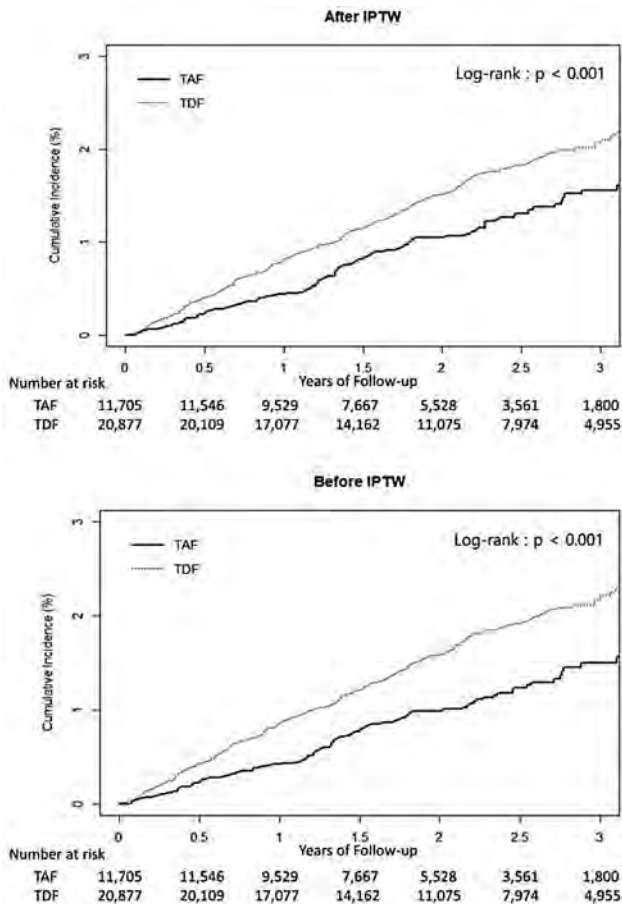 After IPTW
3
2
1
0
Cumulative Incidence (%)
TAF
TDF
Log-rank : p < 0.001
0 0.5 1 1.5 2 2.5 3
Years of Follow-up
Number at risk
TAF 11,705 11,546 9,529 7,667 5,528 3,561 1,800
TDF 20,877 20,109 17,077 14,162 11,075 7,974 4,955
Before IPTW
3
2
1
0
Cumulative Incidence (%)
TAF
TDF
Log-rank : p < 0.001
0 0.5 1 1.5 2 2.5 3
Years of Follow-up
Number at risk
TAF 11,705 11,546 9,529 7,667 5,528 3,561 1,800
TDF 20,877 20,109 17,077 14,162 11,075 7,974 4,955